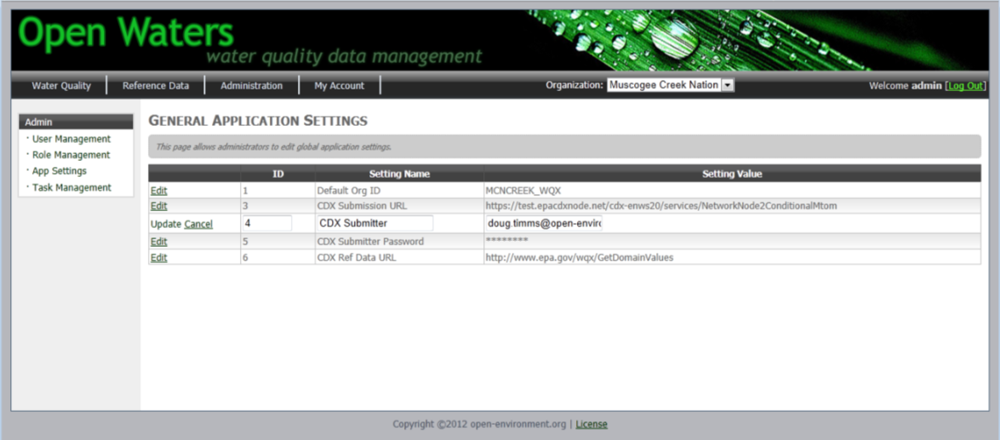 Open Waters
water quality data management
Water Quality Reference Data Administration My Account Organization: Muscogee Creek Nation Welcome admin [Log Out]
Admin
· User Management
· Role Management
· App Settings
· Task Management
GENERAL APPLICATION SETTINGS
This page allows administrators to edit global application settings.
ID Setting Name Setting Value
Edit 1 Default Org ID MCNCREEK_WQX
Edit 3 CDX Submission URL https://test.epacdxnode.net/cdx-enws20/services/NetworkNode2ConditionalMtom
Update Cancel 4 CDX Submitter doug.timms@open-enviro
Edit 5 CDX Submitter Password ********
Edit 6 CDX Ref Data URL http://www.epa.gov/wqx/GetDomainValues
Copyright ©2012 open-environment.org | License